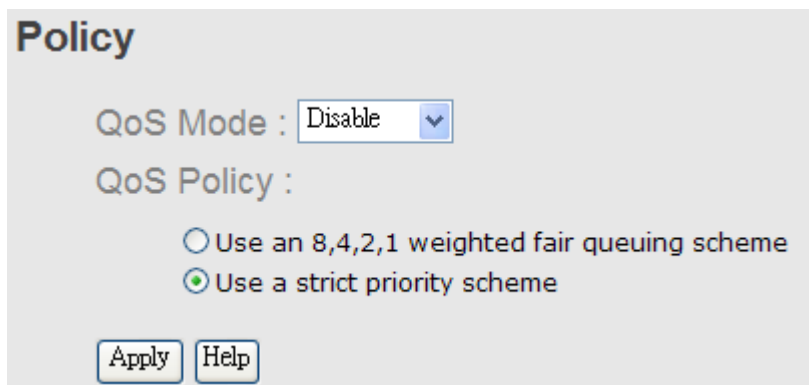 Policy
QoS Mode : Disable
QoS Policy :
Use an 8,4,2,1 weighted fair queuing scheme
Use a strict priority scheme
Apply Help